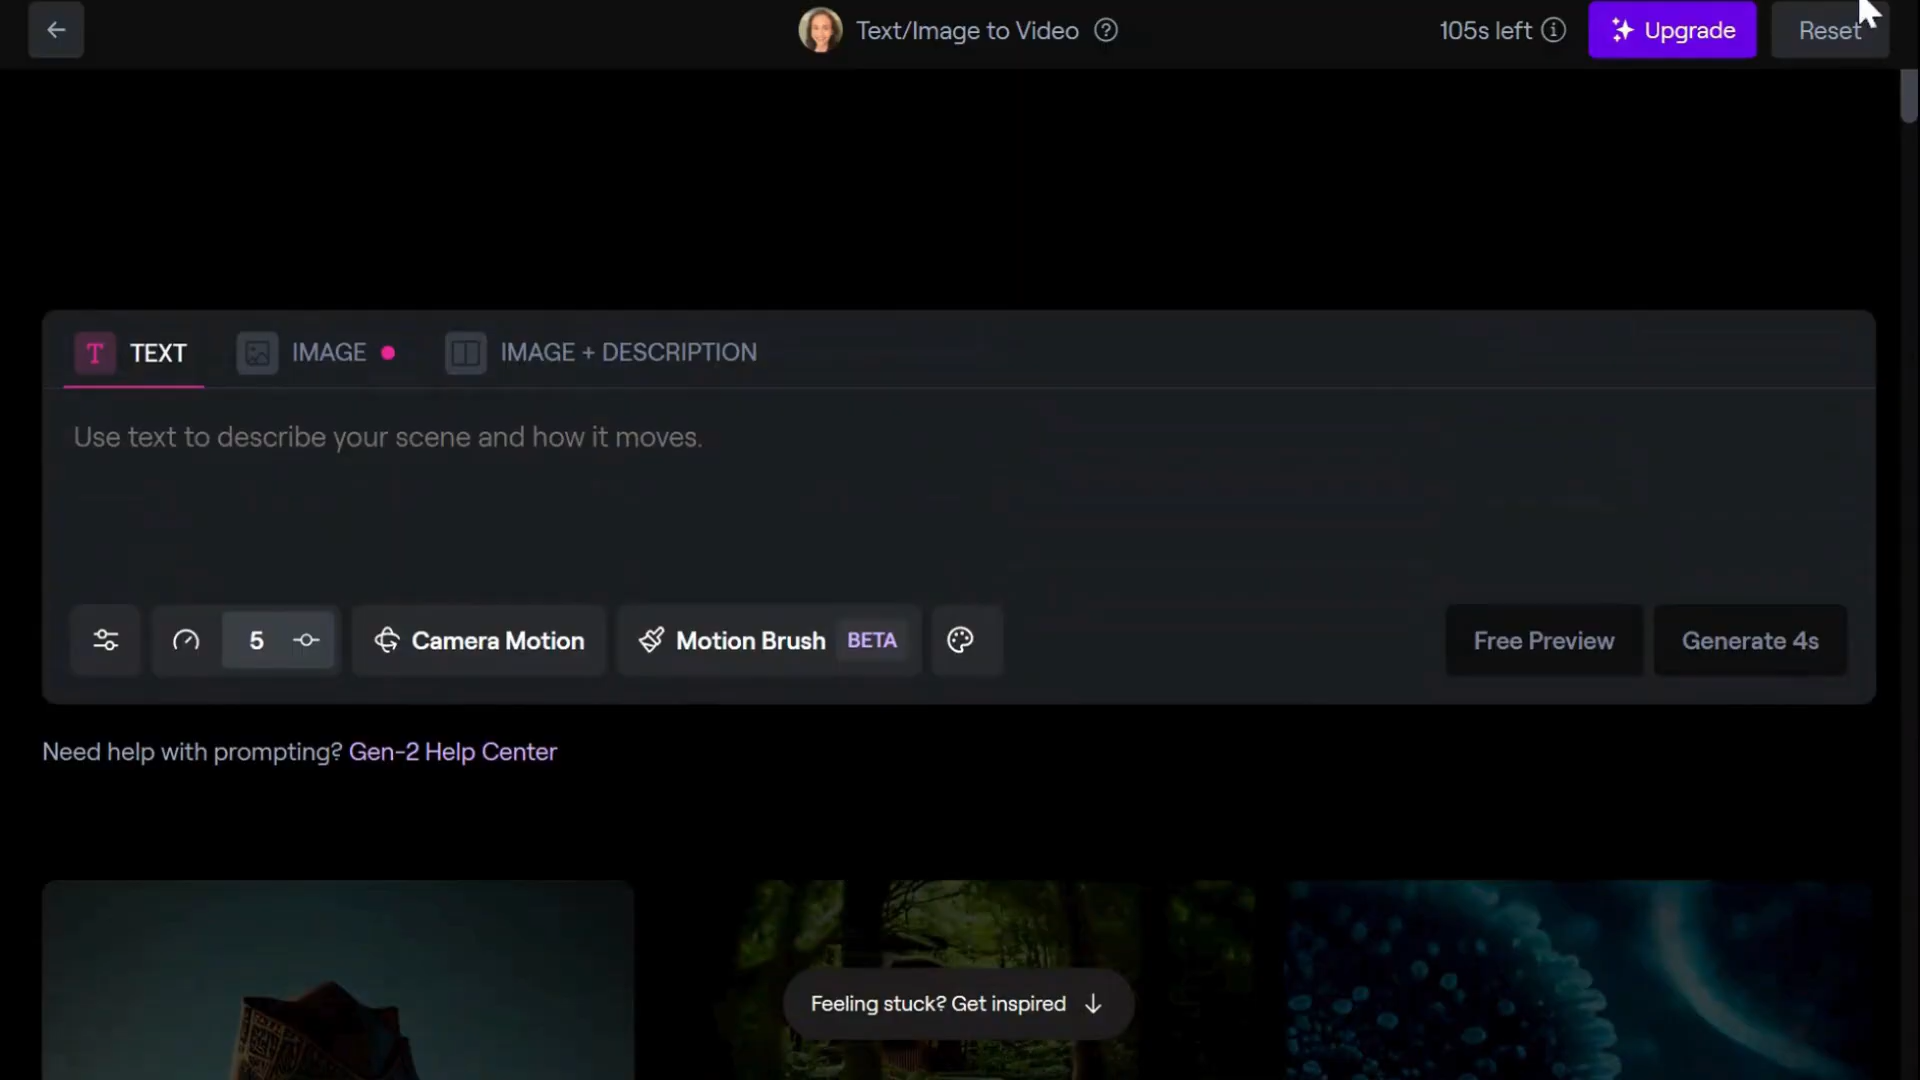 Text/Image to Video
105s left
Upgrade
Reset
T TEXT
IMAGE
IMAGE + DESCRIPTION
Use text to describe your scene and how it moves.
5
Camera Motion
Motion Brush BETA
Free Preview
Generate 4s
Need help with prompting? Gen-2 Help Center
Feeling stuck? Get inspired ↓